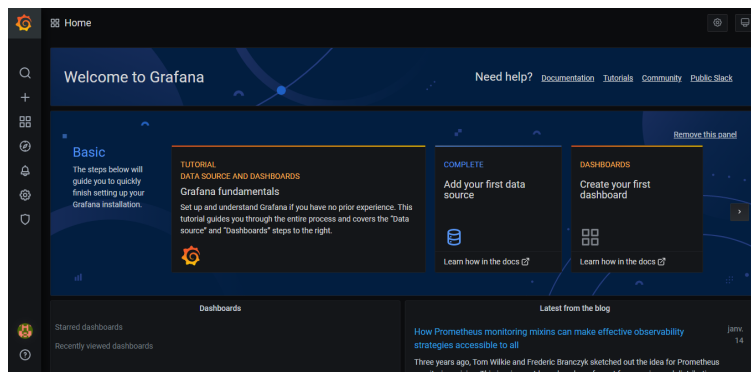 Home
Welcome to Grafana
Need help? Documentation Tutorials Community Public Slack
Remove this panel
Basic
The steps below will
guide you to quickly
finish setting up your
Grafana installation.
TUTORIAL
DATA SOURCE AND DASHBOARDS
Grafana fundamentals
Set up and understand Grafana if you have no prior experience. This
tutorial guides you through the entire process and covers the "Data
source" and "Dashboards" steps to the right.
COMPLETE
Add your first data
source
Learn how in the docs
DASHBOARDS
Create your first
dashboard
Learn how in the docs
Dashboards
Starred dashboards
Recently viewed dashboards
Latest from the blog
How Prometheus monitoring mixins can make effective observability
strategies accessible to all
janv.
14
Three years ago, Tom Wilkie and Frederic Branczyk sketched out the idea for Prometheus